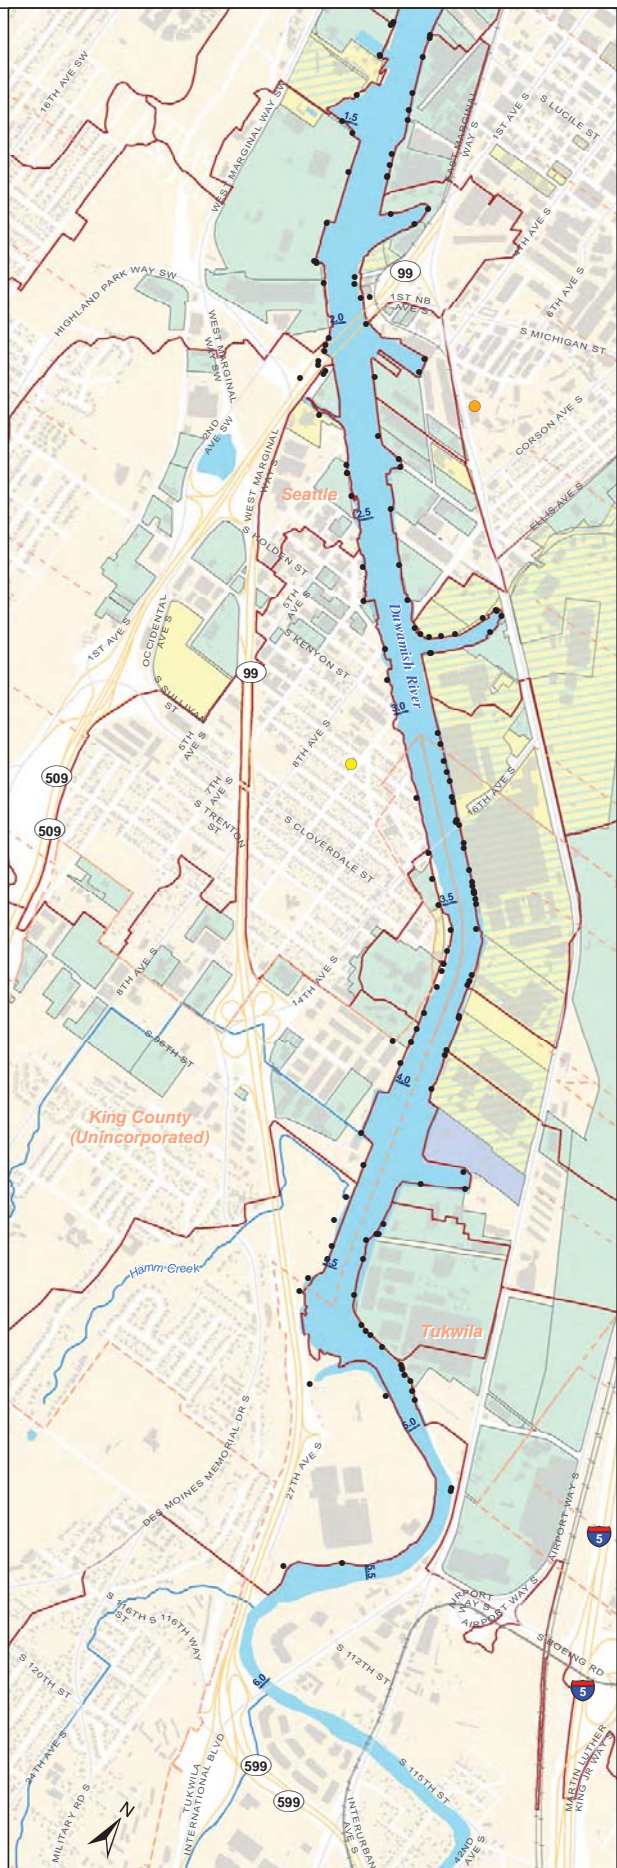 16TH AVE SW
WEST MARGINAL WAY SW
1.5
EAST MARGINAL
WAY S
1ST AVE S
S LUCILE ST
4TH AVE S
6TH AVE S
99
HIGHLAND PARK WAY SW
1ST NB
AVE S
2.0
S MICHIGAN ST
WEST MARGINAL
WAY SW
2ND
AVE SW
CORSON AVE S
WEST MARGINAL
WAY S
Seattle
2.5
ELLIS AVE S
S HOLDEN ST
5TH
AVE S
OCCIDENTAL
AVE S
1ST AVE S
S KENYON ST
Duwamish River
99
S SULLIVAN
ST
3.0
5TH
AVE S
8TH AVE S
509
7TH
AVE S
16TH AVE S
S TRENTON
ST
509
S CLOVERDALE ST
3.5
8TH AVE S
14TH AVE S
S 96TH ST
4.0
King County
(Unincorporated)
Hamm Creek
Tukwila
5.0
DES MOINES MEMORIAL DR S
27TH AVE S
AIRPORT WAY S
5
5.5
AIRPORT WAY S
S 116TH
ST
S 116TH WAY
S BOEING RD
S 120TH ST
S 112TH ST
6.0
5
24TH AVE S
TUKWILA
INTERNATIONAL BLVD
599
S 115TH ST
MARTIN LUTHER
KING JR WAY S
599
MILITARY RD S
N
INTERURBAN
AVE S
42ND
AVE S